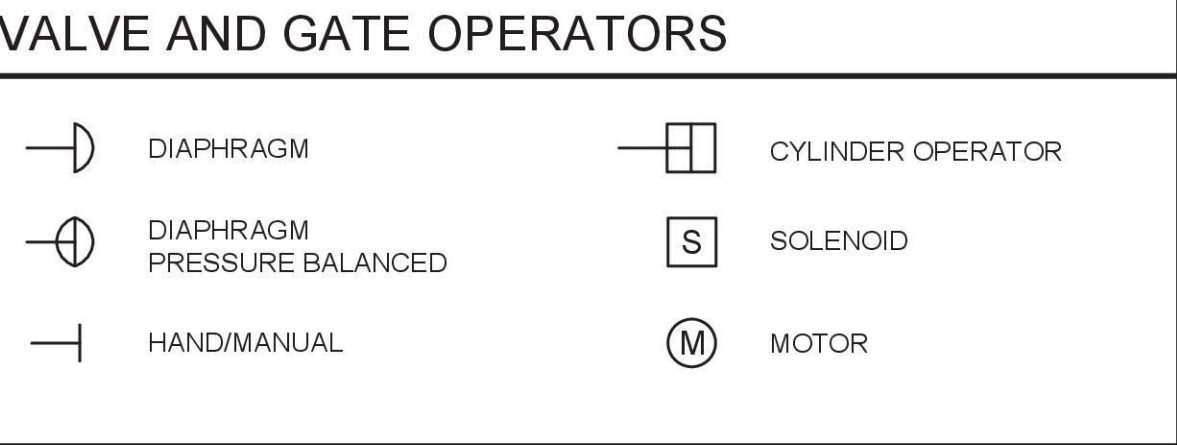 VALVE AND GATE OPERATORS
DIAPHRAGM
DIAPHRAGM
PRESSURE BALANCED
HAND/MANUAL
CYLINDER OPERATOR
S
SOLENOID
M
MOTOR